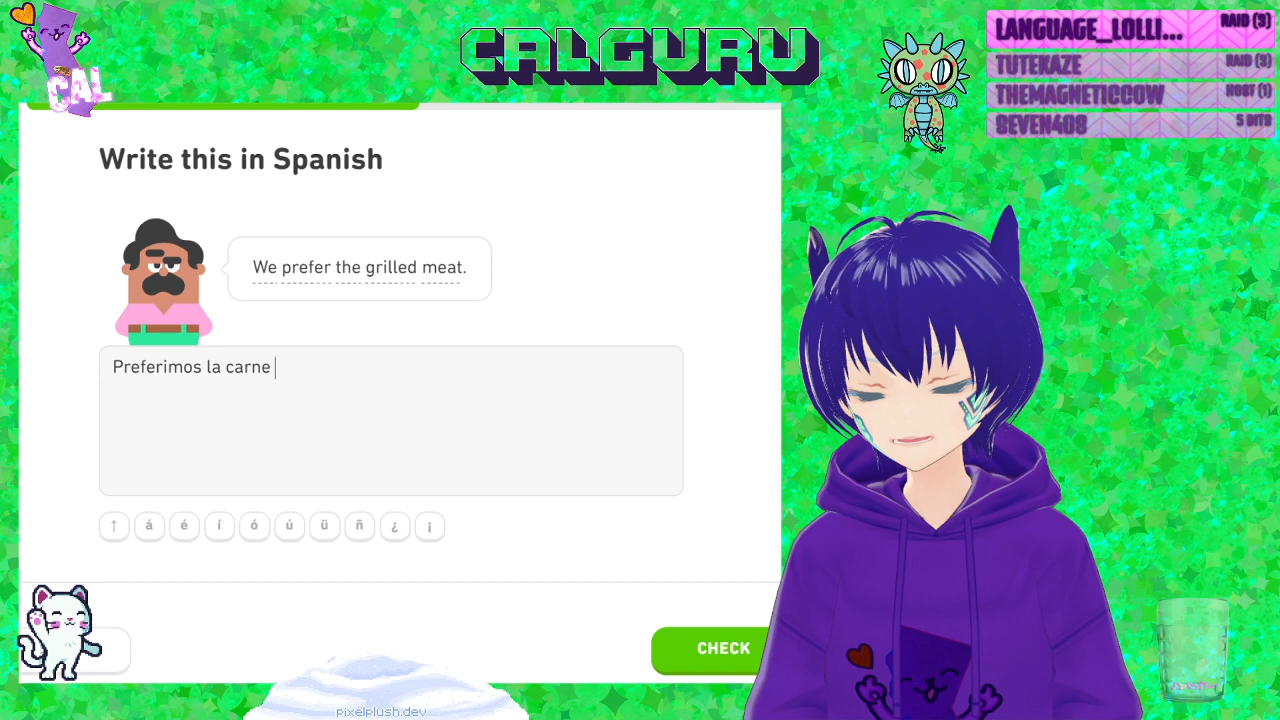 CAL
CALGURU
LANGUAGE_LOLLI... RAID (3)
TUTEKAZE RAID (3)
THEMAGNETICCOW HOST (1)
SEVEN408 5 BITS
Write this in Spanish
We prefer the grilled meat.
Preferimos la carne
↑ á é í ó ú ü ñ ¿ ¡
CHECK
pixelplush.dev